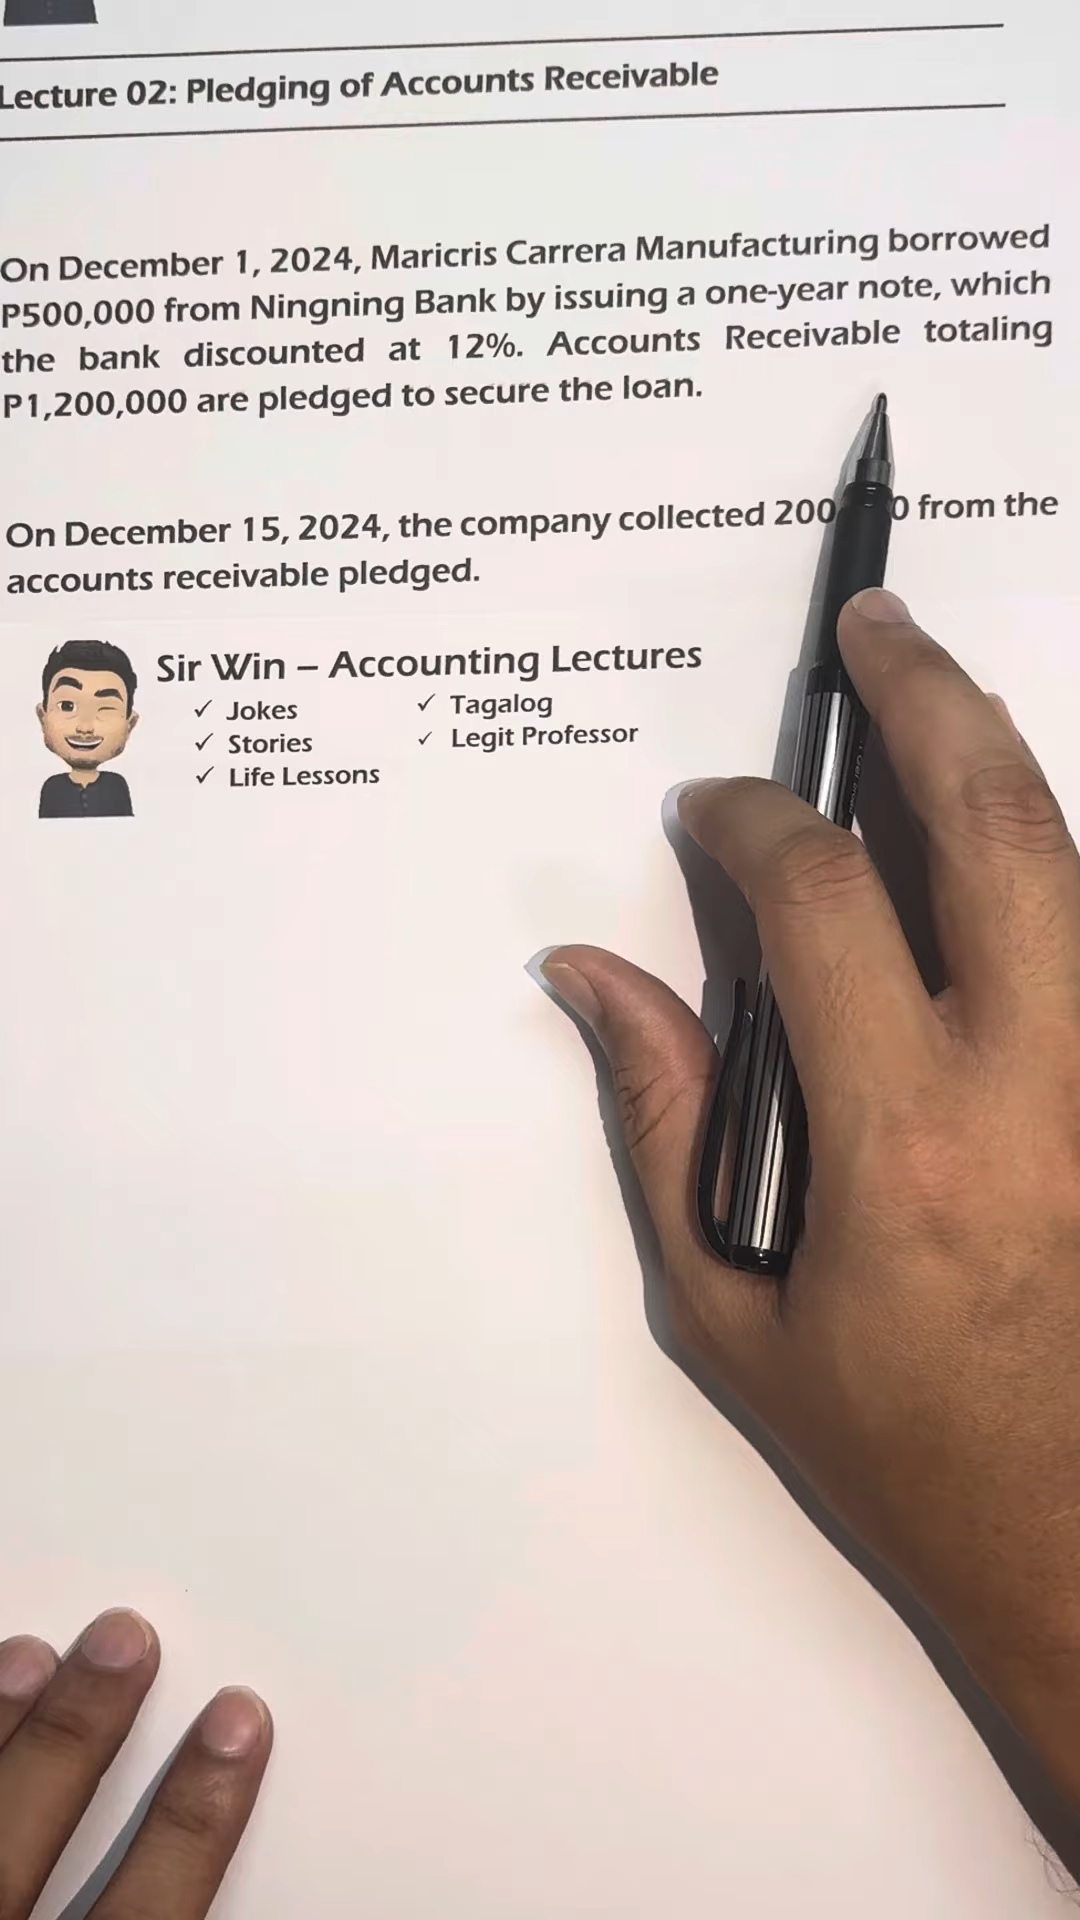 Lecture 02: Pledging of Accounts Receivable
On December 1, 2024, Maricris Carrera Manufacturing borrowed
P500,000 from Ningning Bank by issuing a one-year note, which
the bank discounted at 12%. Accounts Receivable totaling
P1,200,000 are pledged to secure the loan.
On December 15, 2024, the company collected from the
accounts receivable pledged.
Sir Win – Accounting Lectures
✓ Jokes ✓ Tagalog
✓ Stories ✓ Legit Professor
✓ Life Lessons